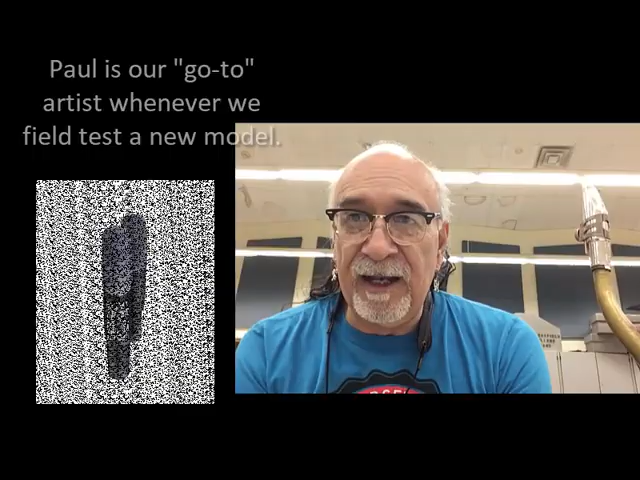 Paul is our "go-to"
artist whenever we
field test a new model.